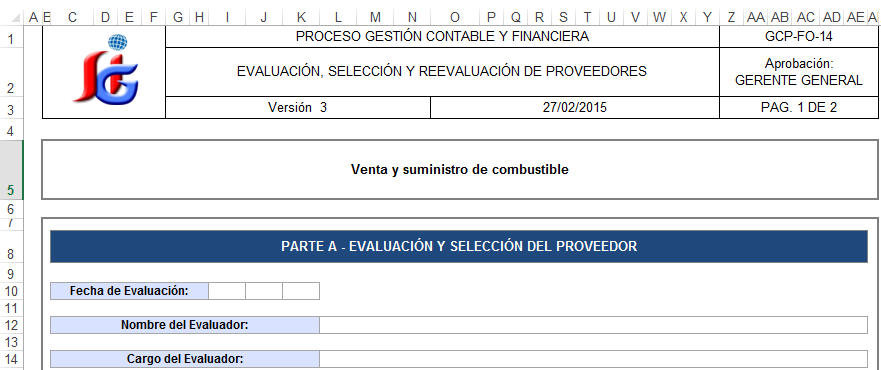 A B C D E F G H I J K L M N O P Q R S T U V W X Y Z AA AB AC AD AE A
1 PROCESO GESTIÓN CONTABLE Y FINANCIERA GCP-FO-14
2 EVALUACIÓN, SELECCIÓN Y REEVALUACIÓN DE PROVEEDORES Aprobación:
GERENTE GENERAL
3 Versión 3 27/02/2015 PAG. 1 DE 2
4
5 Venta y suministro de combustible
6
7
8 PARTE A - EVALUACIÓN Y SELECCIÓN DEL PROVEEDOR
9
10 Fecha de Evaluación:
11
12 Nombre del Evaluador:
13
14 Cargo del Evaluador: